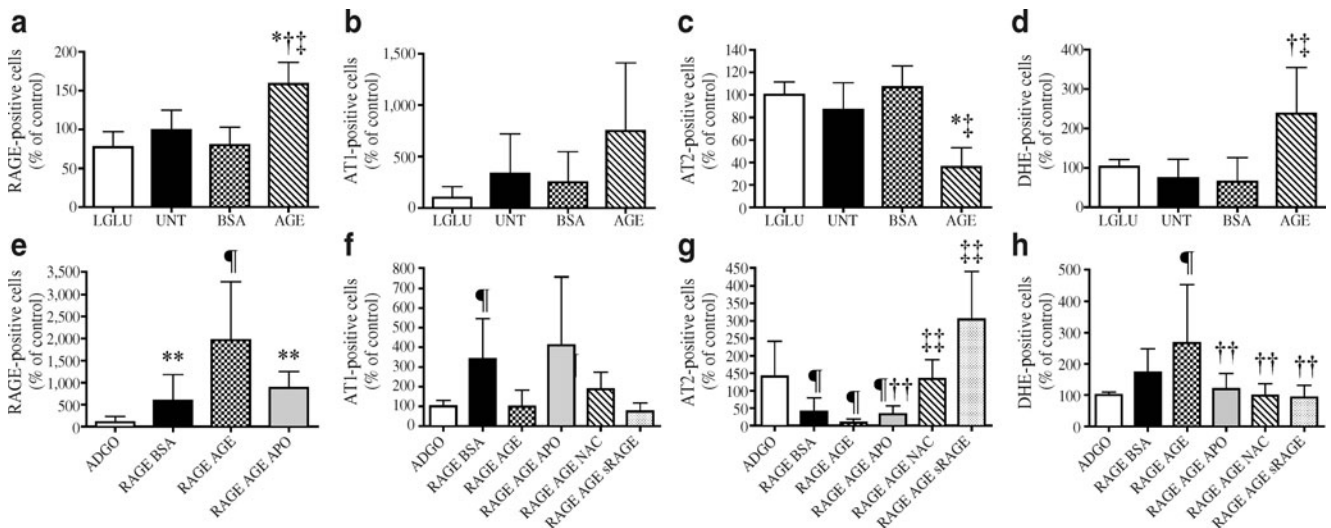 a
RAGE-positive cells
(% of control)
200
150
100
50
0
*†‡
LGLU UNT BSA AGE
b
AT1-positive cells
(% of control)
1,500
1,000
500
0
LGLU UNT BSA AGE
c
AT2-positive cells
(% of control)
140
120
100
80
60
40
20
0
*‡
LGLU UNT BSA AGE
d
DHE-positive cells
(% of control)
400
300
200
100
0
†‡
LGLU UNT BSA AGE
e
RAGE-positive cells
(% of control)
3,500
3,000
2,500
2,000
1,500
1,000
500
0
**
¶
**
ADGO
RAGE BSA
RAGE AGE
RAGE AGE APO
f
AT1-positive cells
(% of control)
800
700
600
500
400
300
200
100
0
¶
ADGO
RAGE BSA
RAGE AGE
RAGE AGE APO
RAGE AGE NAC
RAGE AGE sRAGE
g
AT2-positive cells
(% of control)
450
400
350
300
250
200
450
100
50
0
¶
¶
¶††
‡‡
‡‡
ADGO
RAGE BSA
RAGE AGE
RAGE AGE APO
RAGE AGE NAC
RAGE AGE sRAGE
h
DHE-positive cells
(% of control)
500
400
300
200
100
0
¶
††
††
††
ADGO
RAGE BSA
RAGE AGE
RAGE AGE APO
RAGE AGE NAC
RAGE AGE sRAGE